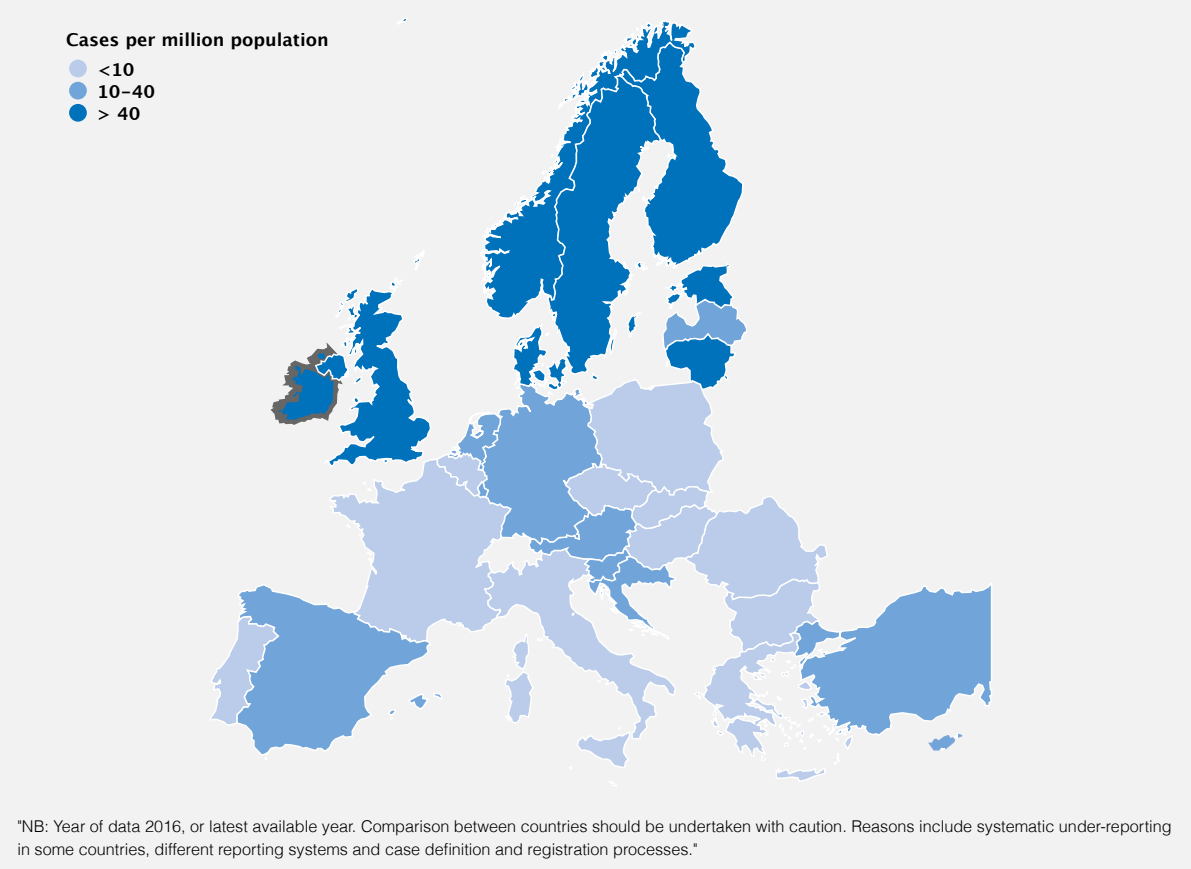 Cases per million population
<10
10–40
> 40
"NB: Year of data 2016, or latest available year. Comparison between countries should be undertaken with caution. Reasons include systematic under-reporting
in some countries, different reporting systems and case definition and registration processes."